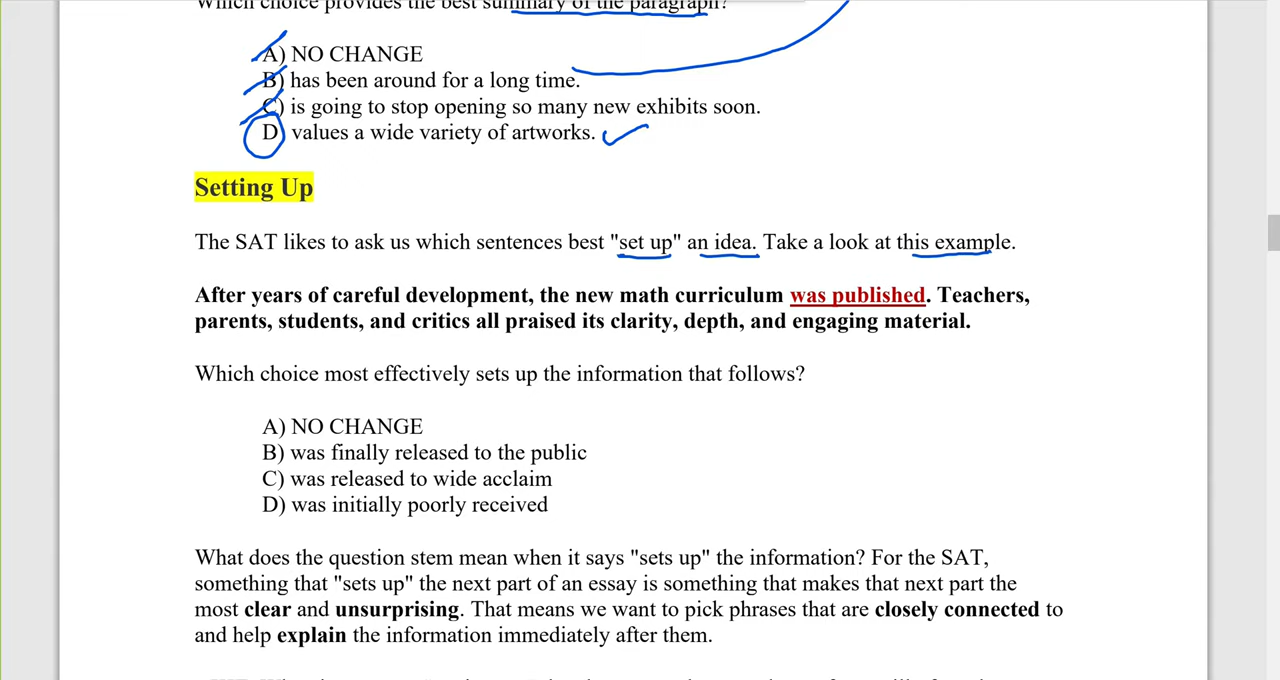 Which choice provides the best summary of the paragraph?
A) NO CHANGE
B) has been around for a long time.
C) is going to stop opening so many new exhibits soon.
D) values a wide variety of artworks.
Setting Up
The SAT likes to ask us which sentences best "set up" an idea. Take a look at this example.
After years of careful development, the new math curriculum was published. Teachers,
parents, students, and critics all praised its clarity, depth, and engaging material.
Which choice most effectively sets up the information that follows?
A) NO CHANGE
B) was finally released to the public
C) was released to wide acclaim
D) was initially poorly received
What does the question stem mean when it says "sets up" the information? For the SAT,
something that "sets up" the next part of an essay is something that makes that next part the
most clear and unsurprising. That means we want to pick phrases that are closely connected to
and help explain the information immediately after them.